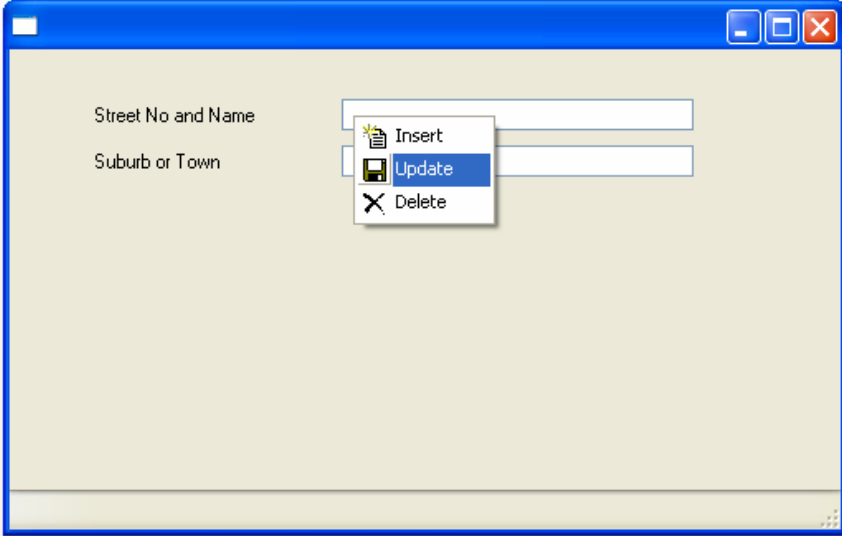 Street No and Name
Insert
Suburb or Town
Update
Delete